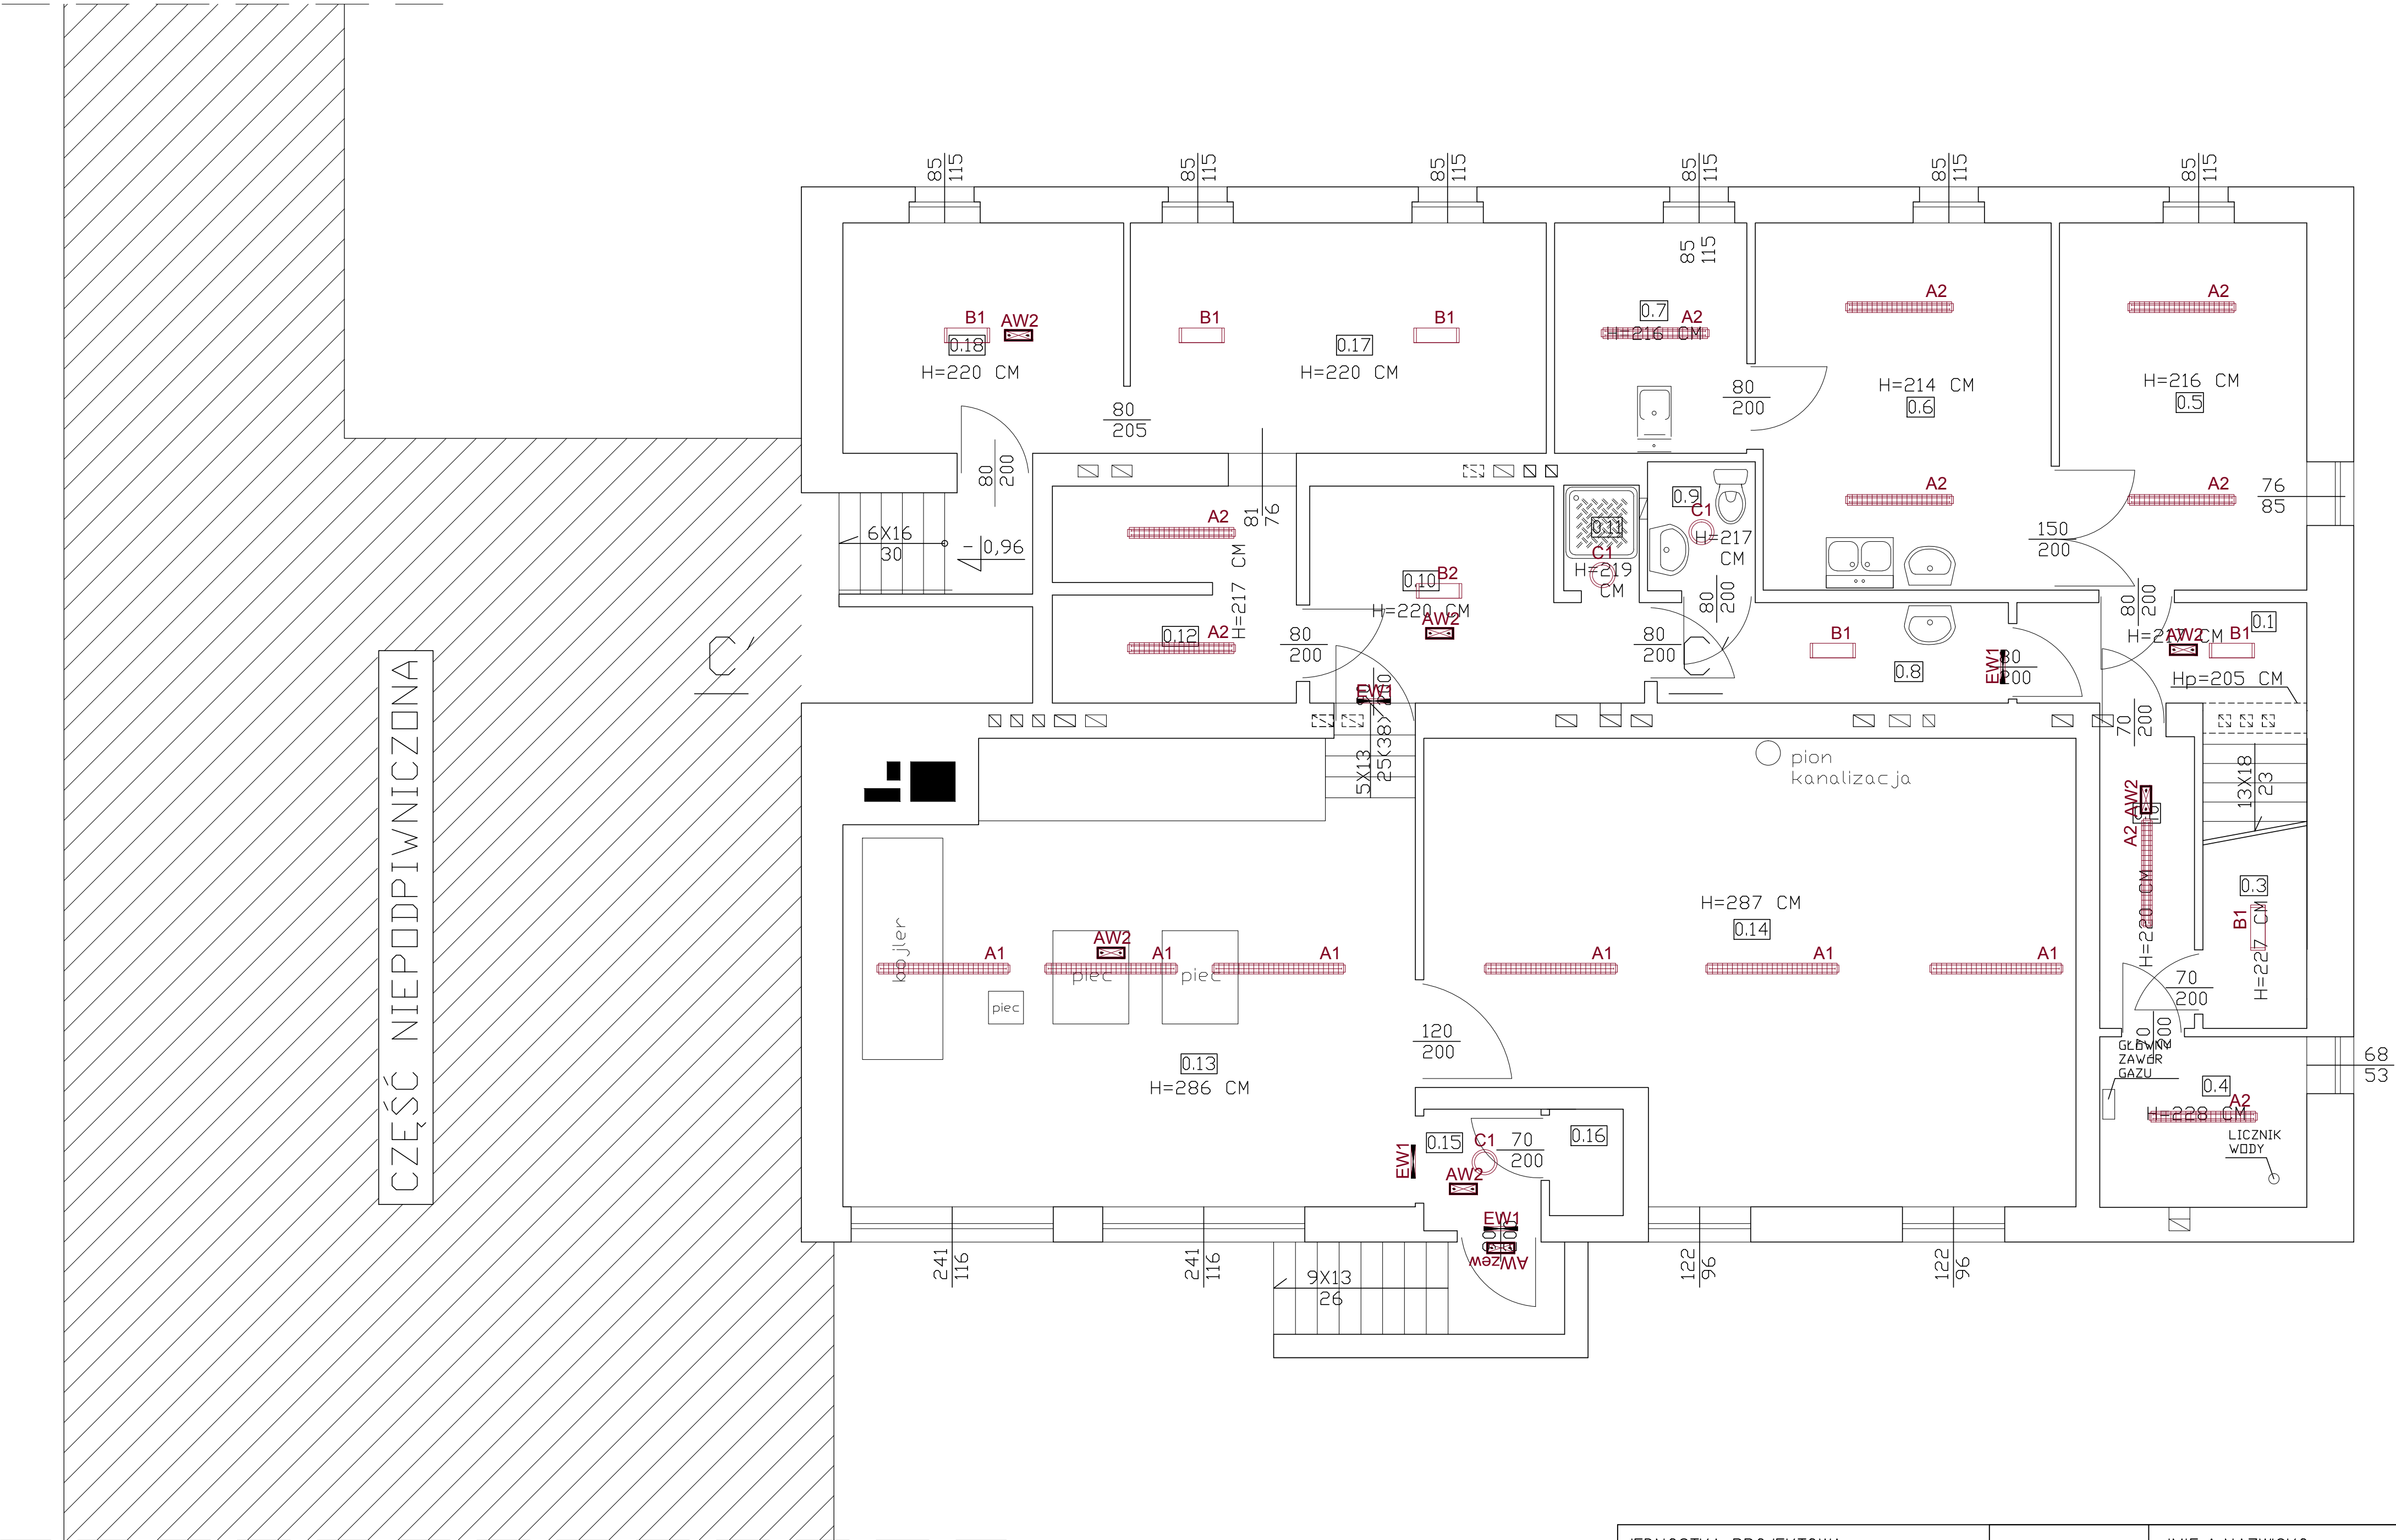 85
115
85
115
85
115
85
115
85
115
85
115
85
115
B1
AW2
0.18
H=220 CM
B1
B1
0.17
H=220 CM
0.7
A2
H=216 CM
A2
H=214 CM
0.6
A2
H=216 CM
0.5
80
205
80
200
80
200
A2
A2
76
85
6X16
30
- 0,96
A2
81
76
H=217 CM
0.12
A2
0.10
B2
H=220 CM
AW2
0.11
C1
H=219
CM
0.9
C1
H=217
CM
80
200
150
200
80
200
80
200
80
200
C
C'
B1
0.8
EW1
80
200
0.1
AW2
B1
Hp=205 CM
EW1
5X13
25(38)
70
200
13X18
23
pion
kanalizacja
AW2
A2
H=220 CM
0.3
B1
H=227 CM
CZĘŚĆ NIEPODPIWNICZONA
H=287 CM
0.14
A1
A1
A1
A1
A1
A1
AW2
piec
piec
piec
0.13
H=286 CM
120
200
70
200
GŁÓWNY
ZAWÓR
GAZU
68
53
0.4
A2
H=228 CM
LICZNIK
WODY
0.15
C1
70
200
0.16
EW1
AW2
EW1
AWzew
241
116
241
116
9X13
26
122
96
122
96